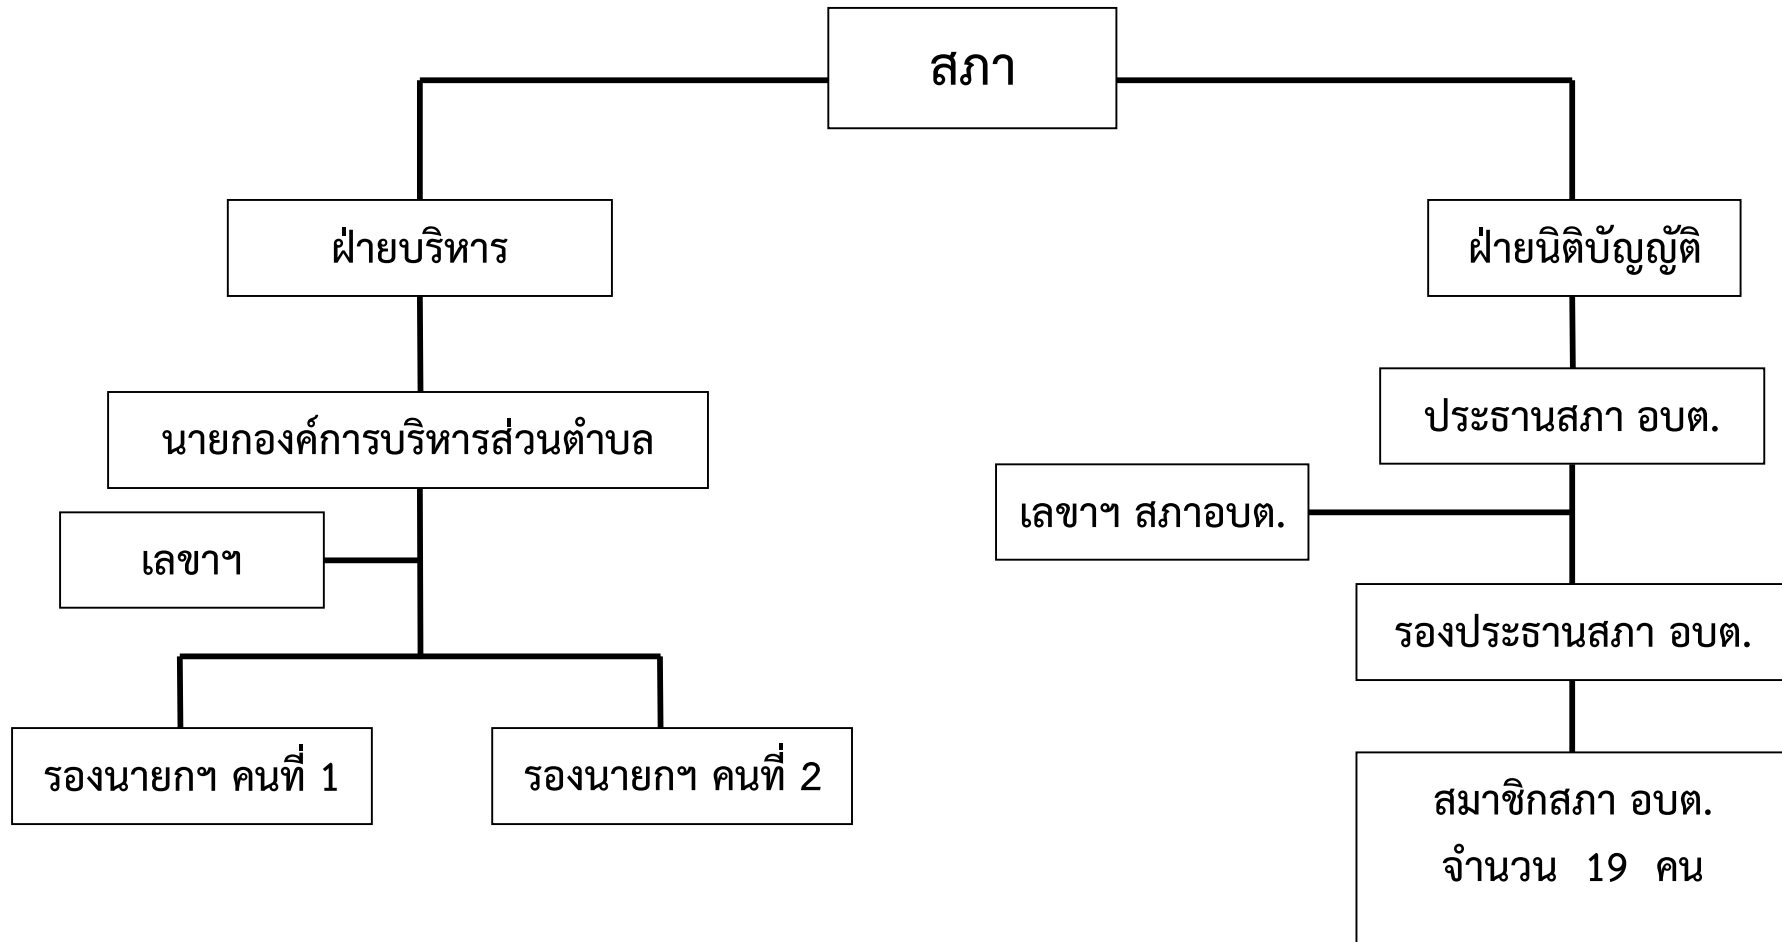 สภา
ฝ่ายบริหาร
ฝ่ายนิติบัญญัติ
นายกองค์การบริหารส่วนตำบล
ประธานสภา อบต.
เลขาฯ
เลขาฯ สภาอบต.
รองประธานสภา อบต.
รองนายกฯ คนที่ 1
รองนายกฯ คนที่ 2
สมาชิกสภา อบต.
จำนวน 19 คน